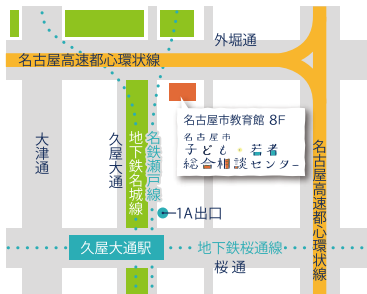 外堀通
名古屋高速都心環状線
名古屋市教育館 8F
名古屋市
子ども・若者
総合相談センター
大津通
久屋大通
地下鉄名城線
名鉄瀬戸線
名古屋高速都心環状線
1A出口
久屋大通駅
地下鉄桜通線
桜通